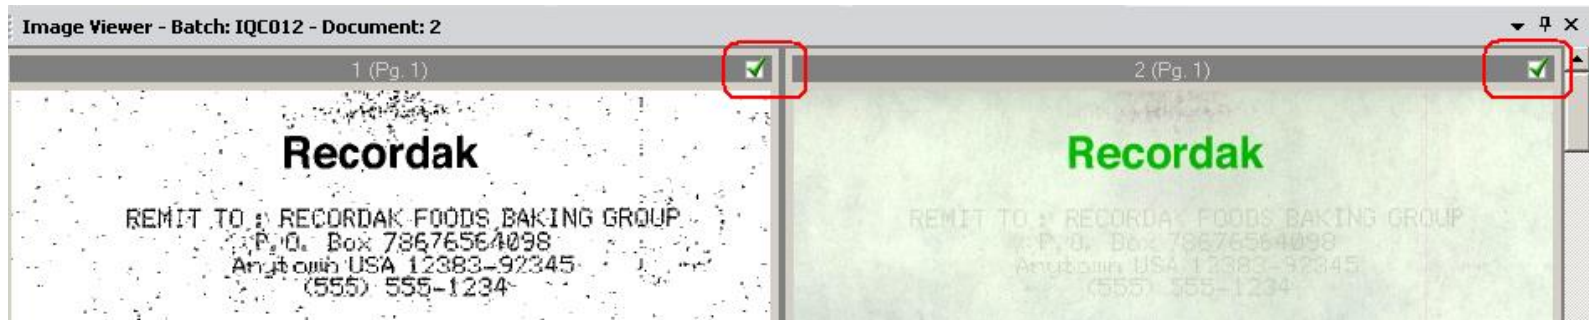 Image Viewer - Batch: IQC012 - Document: 2
1 (Pg. 1)
Recordak
REMIT TO : RECORDAK FOODS BAKING GROUP
P.O. Box 78676564098
Anytown USA 12383-92345
(555) 555-1234
2 (Pg. 1)
Recordak
REMIT TO : RECORDAK FOODS BAKING GROUP
P.O. Box 78676564098
Anytown USA 12383-92345
(555) 555-1234